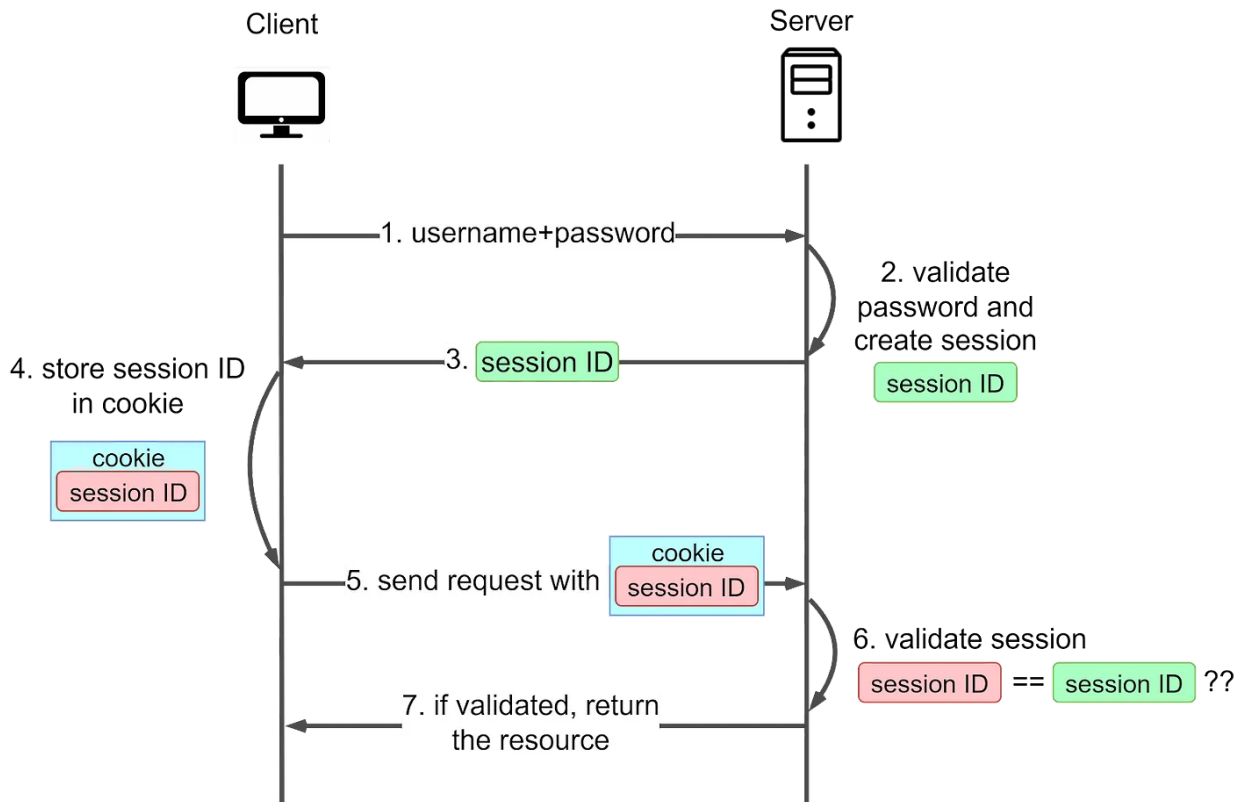 Client
Server
1. username+password
2. validate
password and
create session
session ID
3. session ID
4. store session ID
in cookie
cookie
session ID
5. send request with
cookie
session ID
6. validate session
session ID == session ID ??
7. if validated, return
the resource